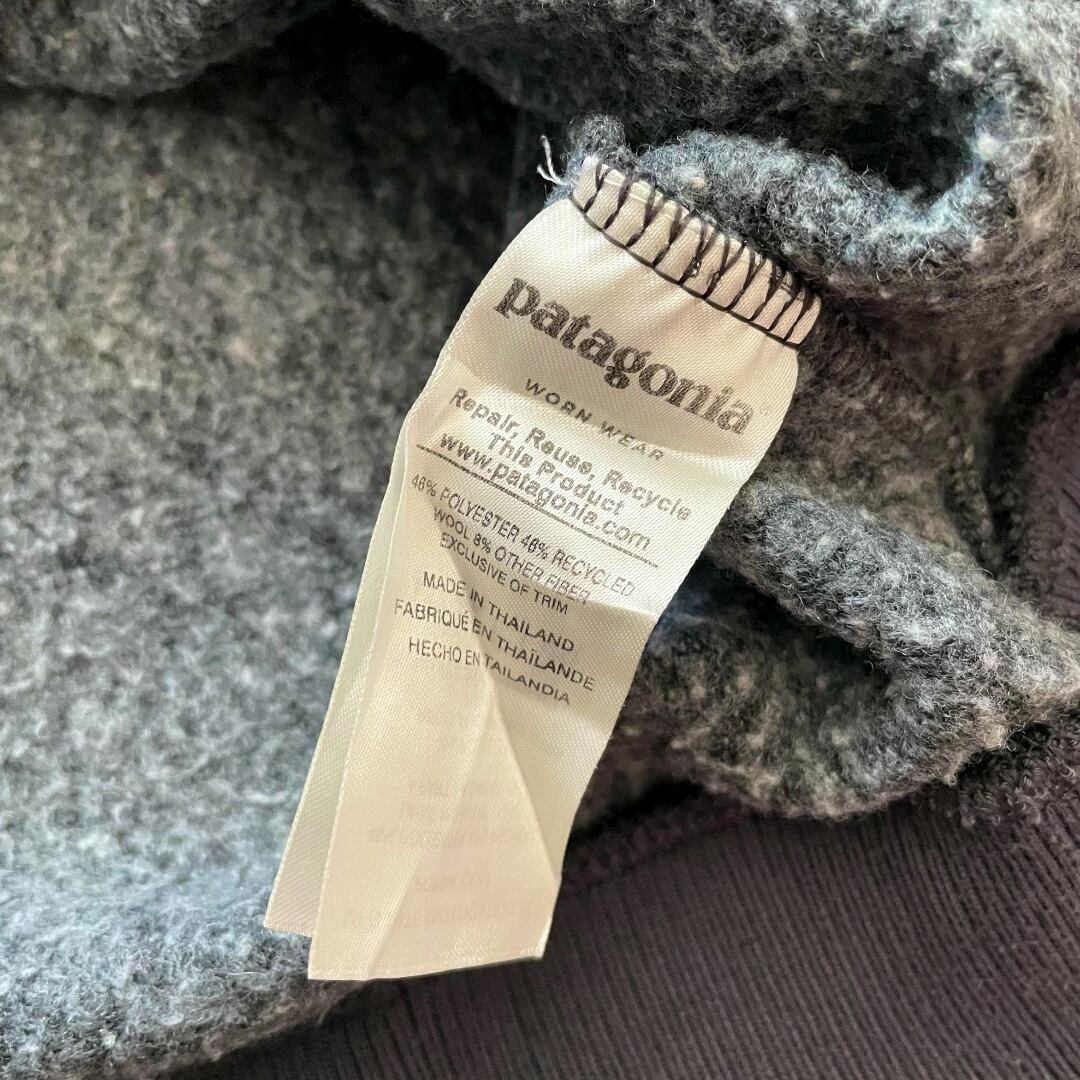 patagonia®
WORN WEAR
Repair, Reuse, Recycle
This Product
www.patagonia.com
46% POLYESTER 46% RECYCLED
WOOL 8% OTHER FIBER
EXCLUSIVE OF TRIM
MADE IN THAILAND
FABRIQUÉ EN THAÏLANDE
HECHO EN TAILANDIA